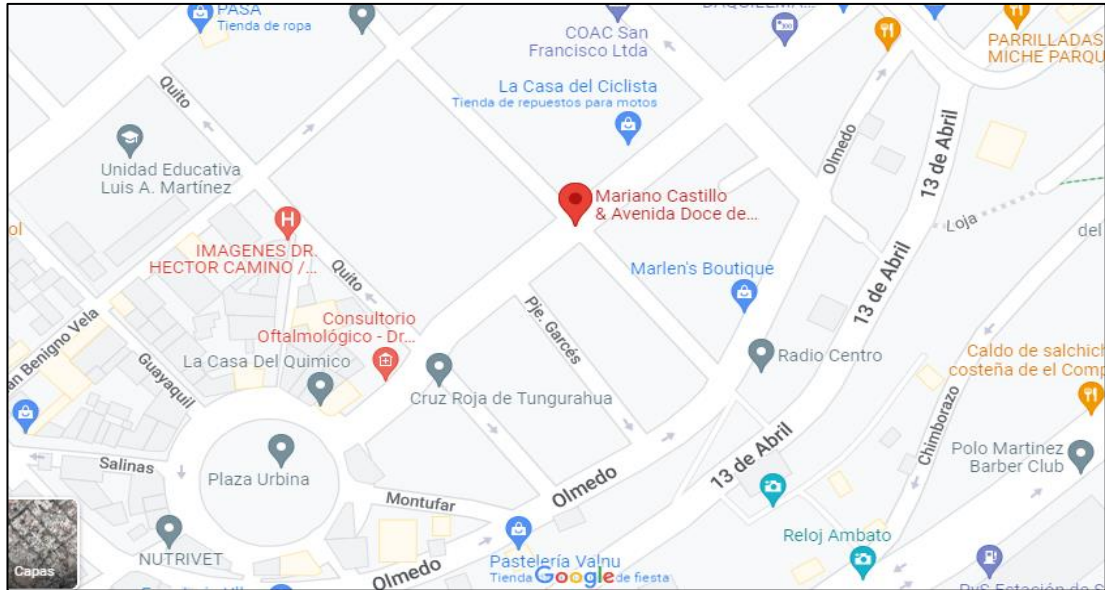 PASA
Tienda de ropa
COAC San
Francisco Ltda
PARRILLADAS
MICHE PARQU
La Casa del Ciclista
Tienda de repuestos para motos
Quito
Olmedo
13 de Abril
Unidad Educativa
Luis A. Martínez
Mariano Castillo
& Avenida Doce de...
Loja
ol
del
IMAGENES DR.
HECTOR CAMINO /...
Quito
Marlen's Boutique
13 de Abril
Consultorio
Oftalmológico - Dr...
Pje. Garcés
an Benigno Vela
La Casa Del Quimico
Guayaquil
Radio Centro
Caldo de salchich
costeña de el Comp
Cruz Roja de Tungurahua
Chimborazo
13 de Abril
Polo Martinez
Barber Club
Salinas
Plaza Urbina
Olmedo
Montufar
Capas
NUTRIVET
Reloj Ambato
Pastelería Valnu
Tienda Google de fiesta
Olmedo